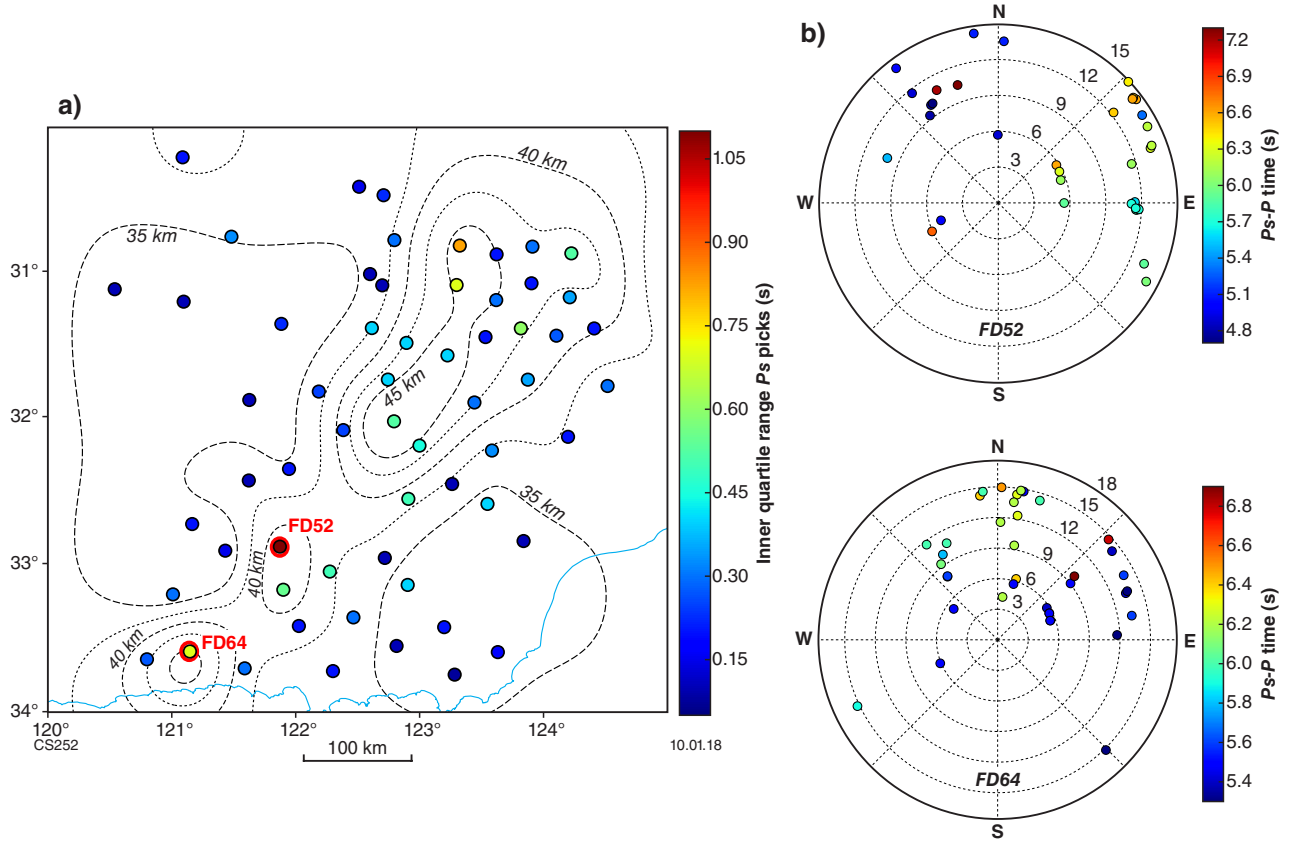 a)
40 km
35 km
45 km
35 km
FD52
40 km
FD64
40 km
31°
32°
33°
34°
120°
121°
122°
123°
124°
CS252
100 km
10.01.18
1.05
0.90
0.75
0.60
0.45
0.30
0.15
Inner quartile range Ps picks (s)
b)
N
15
12
9
6
3
W
E
FD52
S
7.2
6.9
6.6
6.3
6.0
5.7
5.4
5.1
4.8
Ps-P time (s)
N
18
15
12
9
6
3
W
E
FD64
S
6.8
6.6
6.4
6.2
6.0
5.8
5.6
5.4
Ps-P time (s)